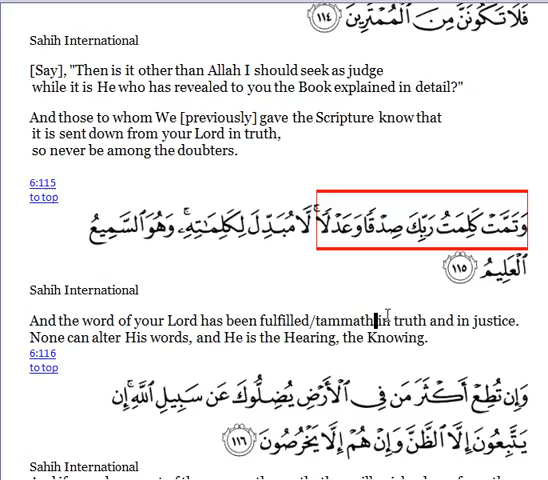 فَلَا تَكُونَنَّ مِنَ ٱلْمُمْتَرِينَ ١١٤
Sahih International
[Say], "Then is it other than Allah I should seek as judge
while it is He who has revealed to you the Book explained in detail?"
And those to whom We [previously] gave the Scripture know that
it is sent down from your Lord in truth,
so never be among the doubters.
6:115
to top
وَتَمَّتْ كَلِمَتُ رَبِّكَ صِدْقًا وَعَدْلًا ۚ لَّا مُبَدِّلَ لِكَلِمَـٰتِهِۦ ۚ وَهُوَ ٱلسَّمِيعُ
ٱلْعَلِيمُ ١١٥
Sahih International
And the word of your Lord has been fulfilled/tammath in truth and in justice.
None can alter His words, and He is the Hearing, the Knowing.
6:116
to top
وَإِن تُطِعْ أَكْثَرَ مَن فِى ٱلْأَرْضِ يُضِلُّوكَ عَن سَبِيلِ ٱللَّهِ ۚ إِن
يَتَّبِعُونَ إِلَّا ٱلظَّنَّ وَإِنْ هُمْ إِلَّا يَخْرُصُونَ ١١٦
Sahih International